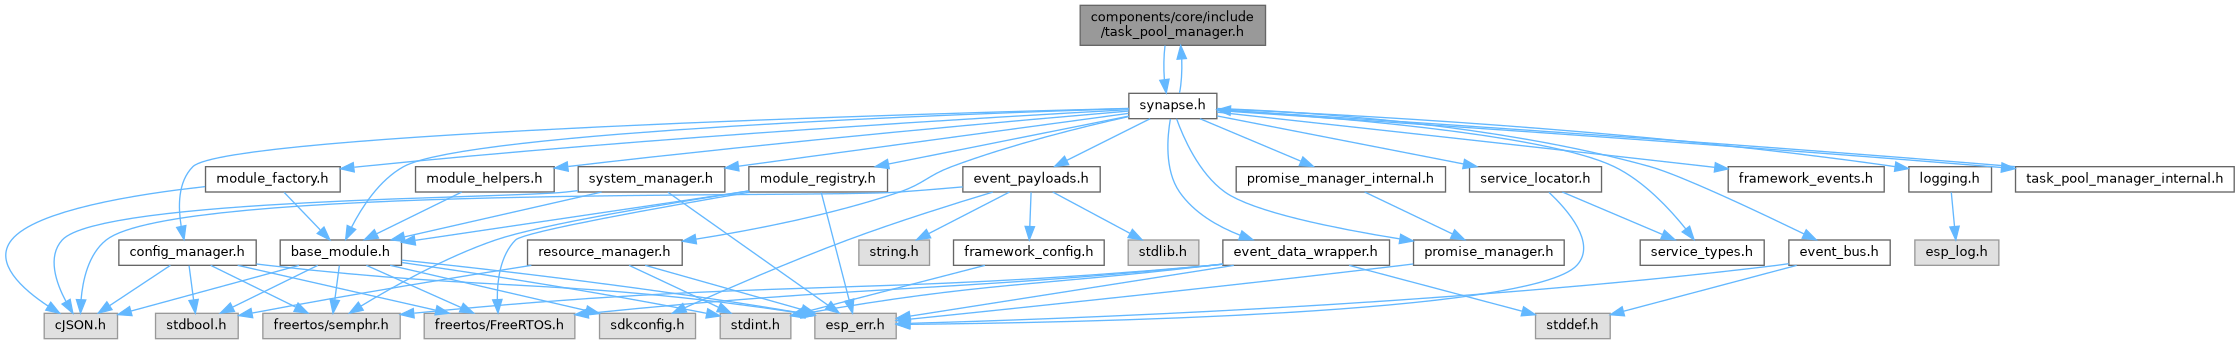 components/core/include
/task_pool_manager.h
synapse.h
module_factory.h
module_helpers.h
system_manager.h
module_registry.h
event_payloads.h
promise_manager_internal.h
service_locator.h
framework_events.h
logging.h
task_pool_manager_internal.h
config_manager.h
base_module.h
resource_manager.h
string.h
framework_config.h
stdlib.h
event_data_wrapper.h
promise_manager.h
service_types.h
event_bus.h
esp_log.h
cJSON.h
stdbool.h
freertos/semphr.h
freertos/FreeRTOS.h
sdkconfig.h
stdint.h
esp_err.h
stddef.h